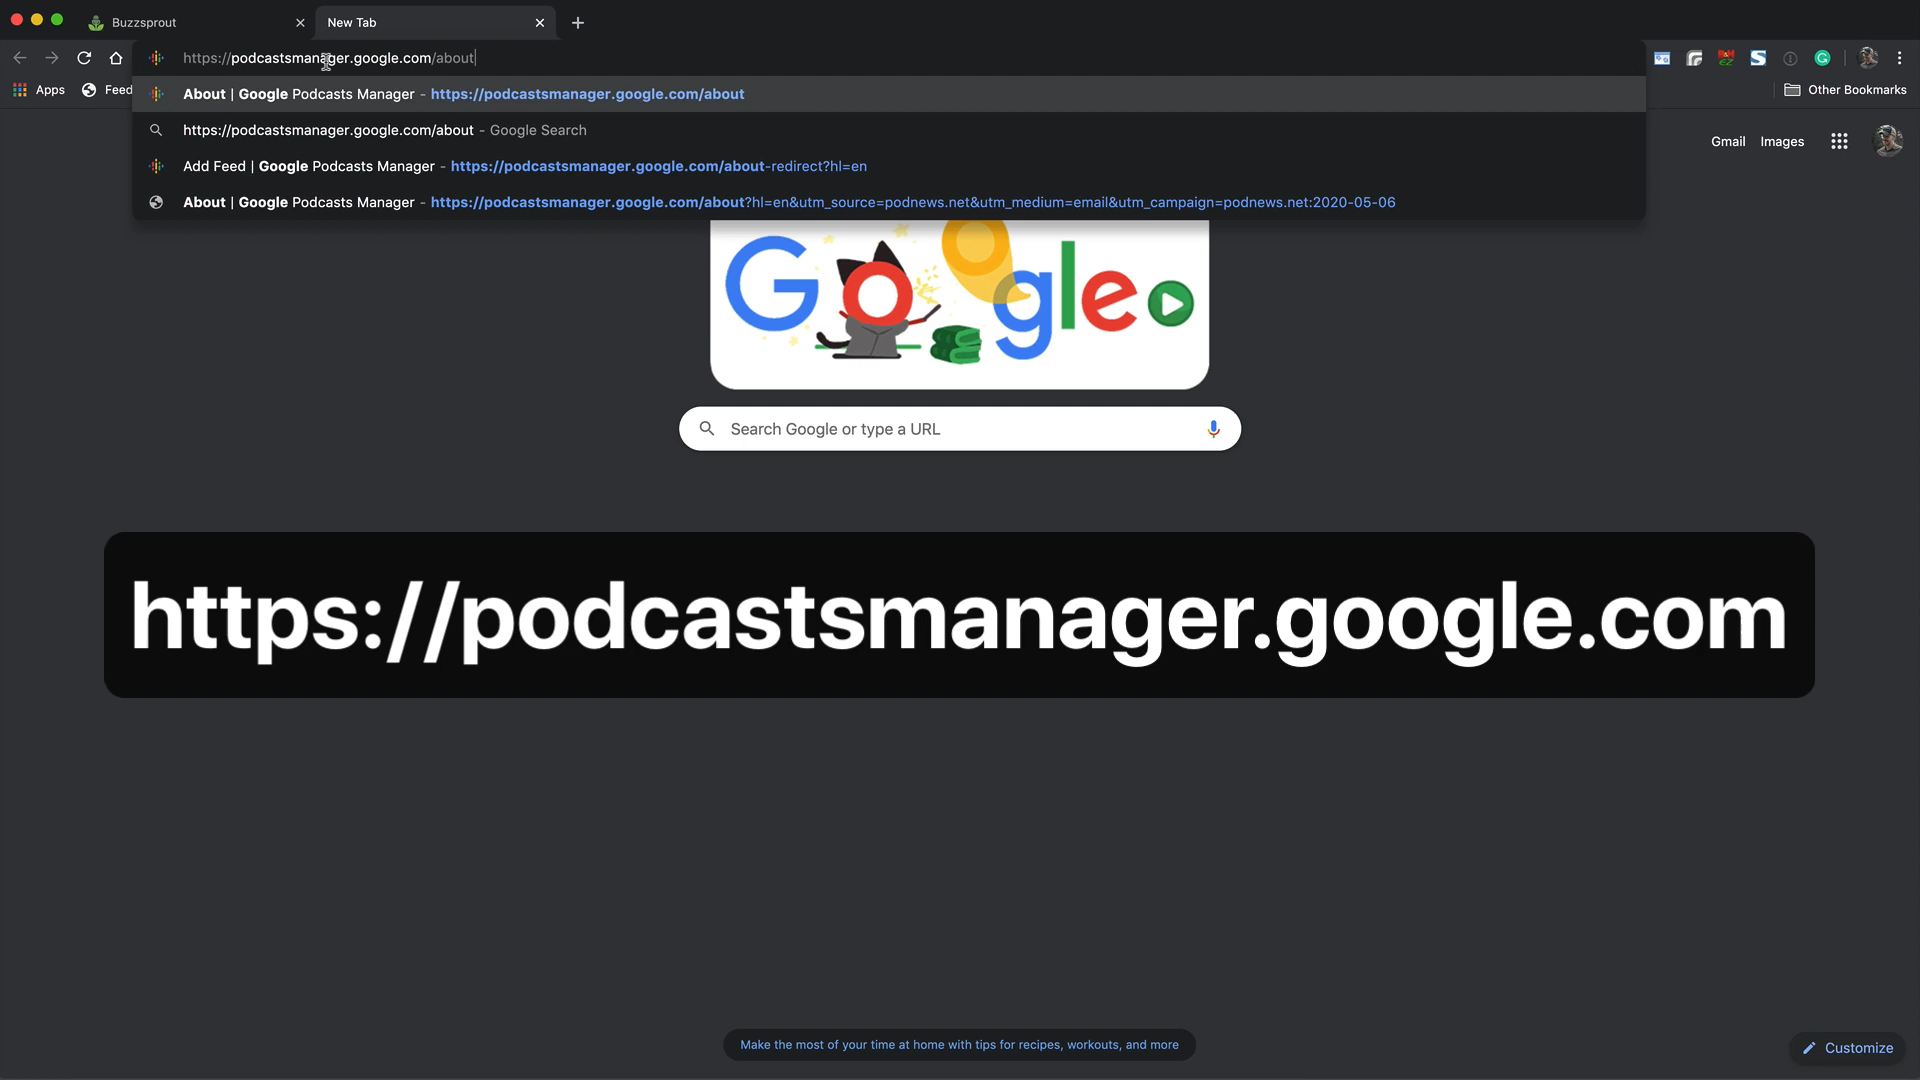 Buzzsprout
New Tab
https://podcastsmanager.google.com/about
Apps
Feed
Other Bookmarks
About | Google Podcasts Manager - https://podcastsmanager.google.com/about
https://podcastsmanager.google.com/about - Google Search
Add Feed | Google Podcasts Manager - https://podcastsmanager.google.com/about-redirect?hl=en
About | Google Podcasts Manager - https://podcastsmanager.google.com/about?hl=en&utm_source=podnews.net&utm_medium=email&utm_campaign=podnews.net:2020-05-06
Gmail Images
Google
Search Google or type a URL
https://podcastsmanager.google.com
Make the most of your time at home with tips for recipes, workouts, and more
Customize